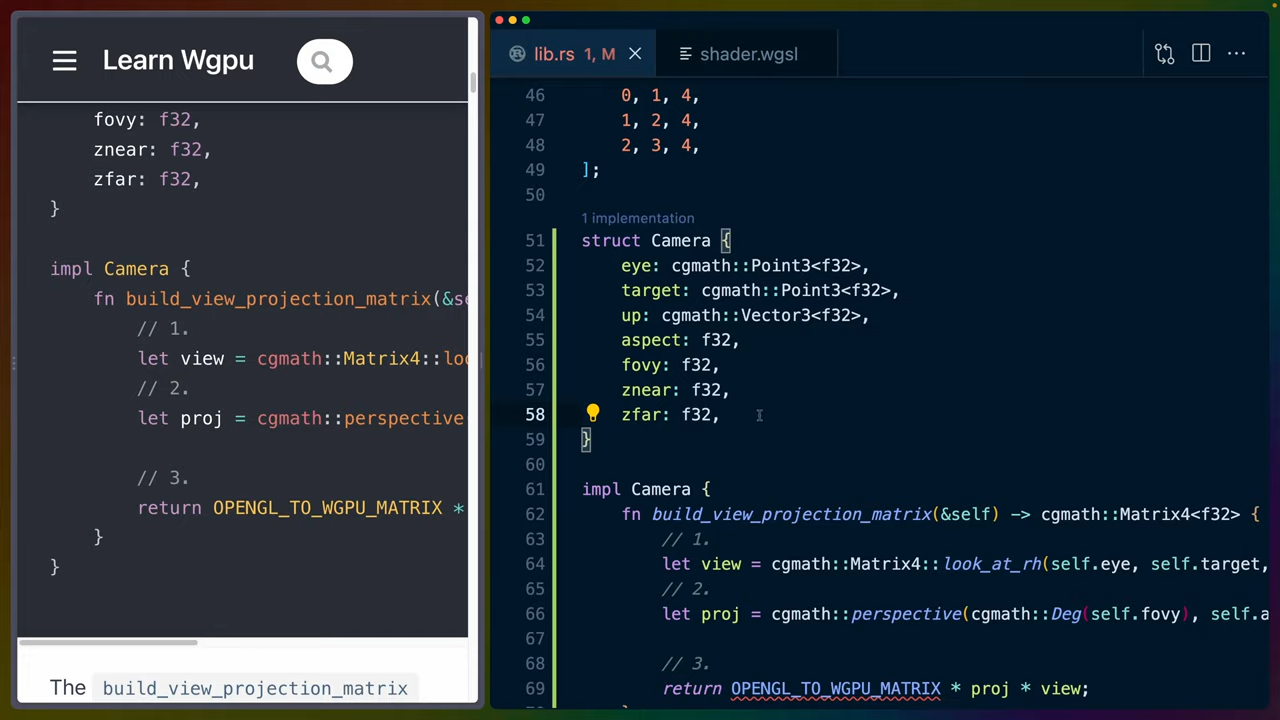 Learn Wgpu
fovy: f32,
znear: f32,
zfar: f32,
}
impl Camera {
fn build_view_projection_matrix(&se
// 1.
let view = cgmath::Matrix4::loo
// 2.
let proj = cgmath::perspective
// 3.
return OPENGL_TO_WGPU_MATRIX *
}
}
The build_view_projection_matrix
lib.rs 1, M
shader.wgsl
46 0, 1, 4,
47 1, 2, 4,
48 2, 3, 4,
49 ];
50
1 implementation
51 struct Camera {
52 eye: cgmath::Point3<f32>,
53 target: cgmath::Point3<f32>,
54 up: cgmath::Vector3<f32>,
55 aspect: f32,
56 fovy: f32,
57 znear: f32,
58 zfar: f32,
59 }
60
61 impl Camera {
62 fn build_view_projection_matrix(&self) -> cgmath::Matrix4<f32> {
63 // 1.
64 let view = cgmath::Matrix4::look_at_rh(self.eye, self.target,
65 // 2.
66 let proj = cgmath::perspective(cgmath::Deg(self.fovy), self.a
67
68 // 3.
69 return OPENGL_TO_WGPU_MATRIX * proj * view;